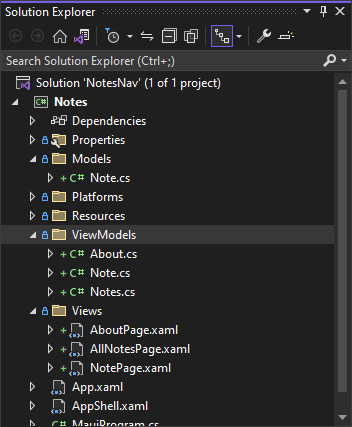 Solution Explorer
Search Solution Explorer (Ctrl+;)
Solution 'NotesNav' (1 of 1 project)
C# Notes
Dependencies
Properties
Models
C# Note.cs
Platforms
Resources
ViewModels
C# About.cs
C# Note.cs
C# Notes.cs
Views
AboutPage.xaml
AllNotesPage.xaml
NotePage.xaml
App.xaml
AppShell.xaml
C# MauiProgram.cs